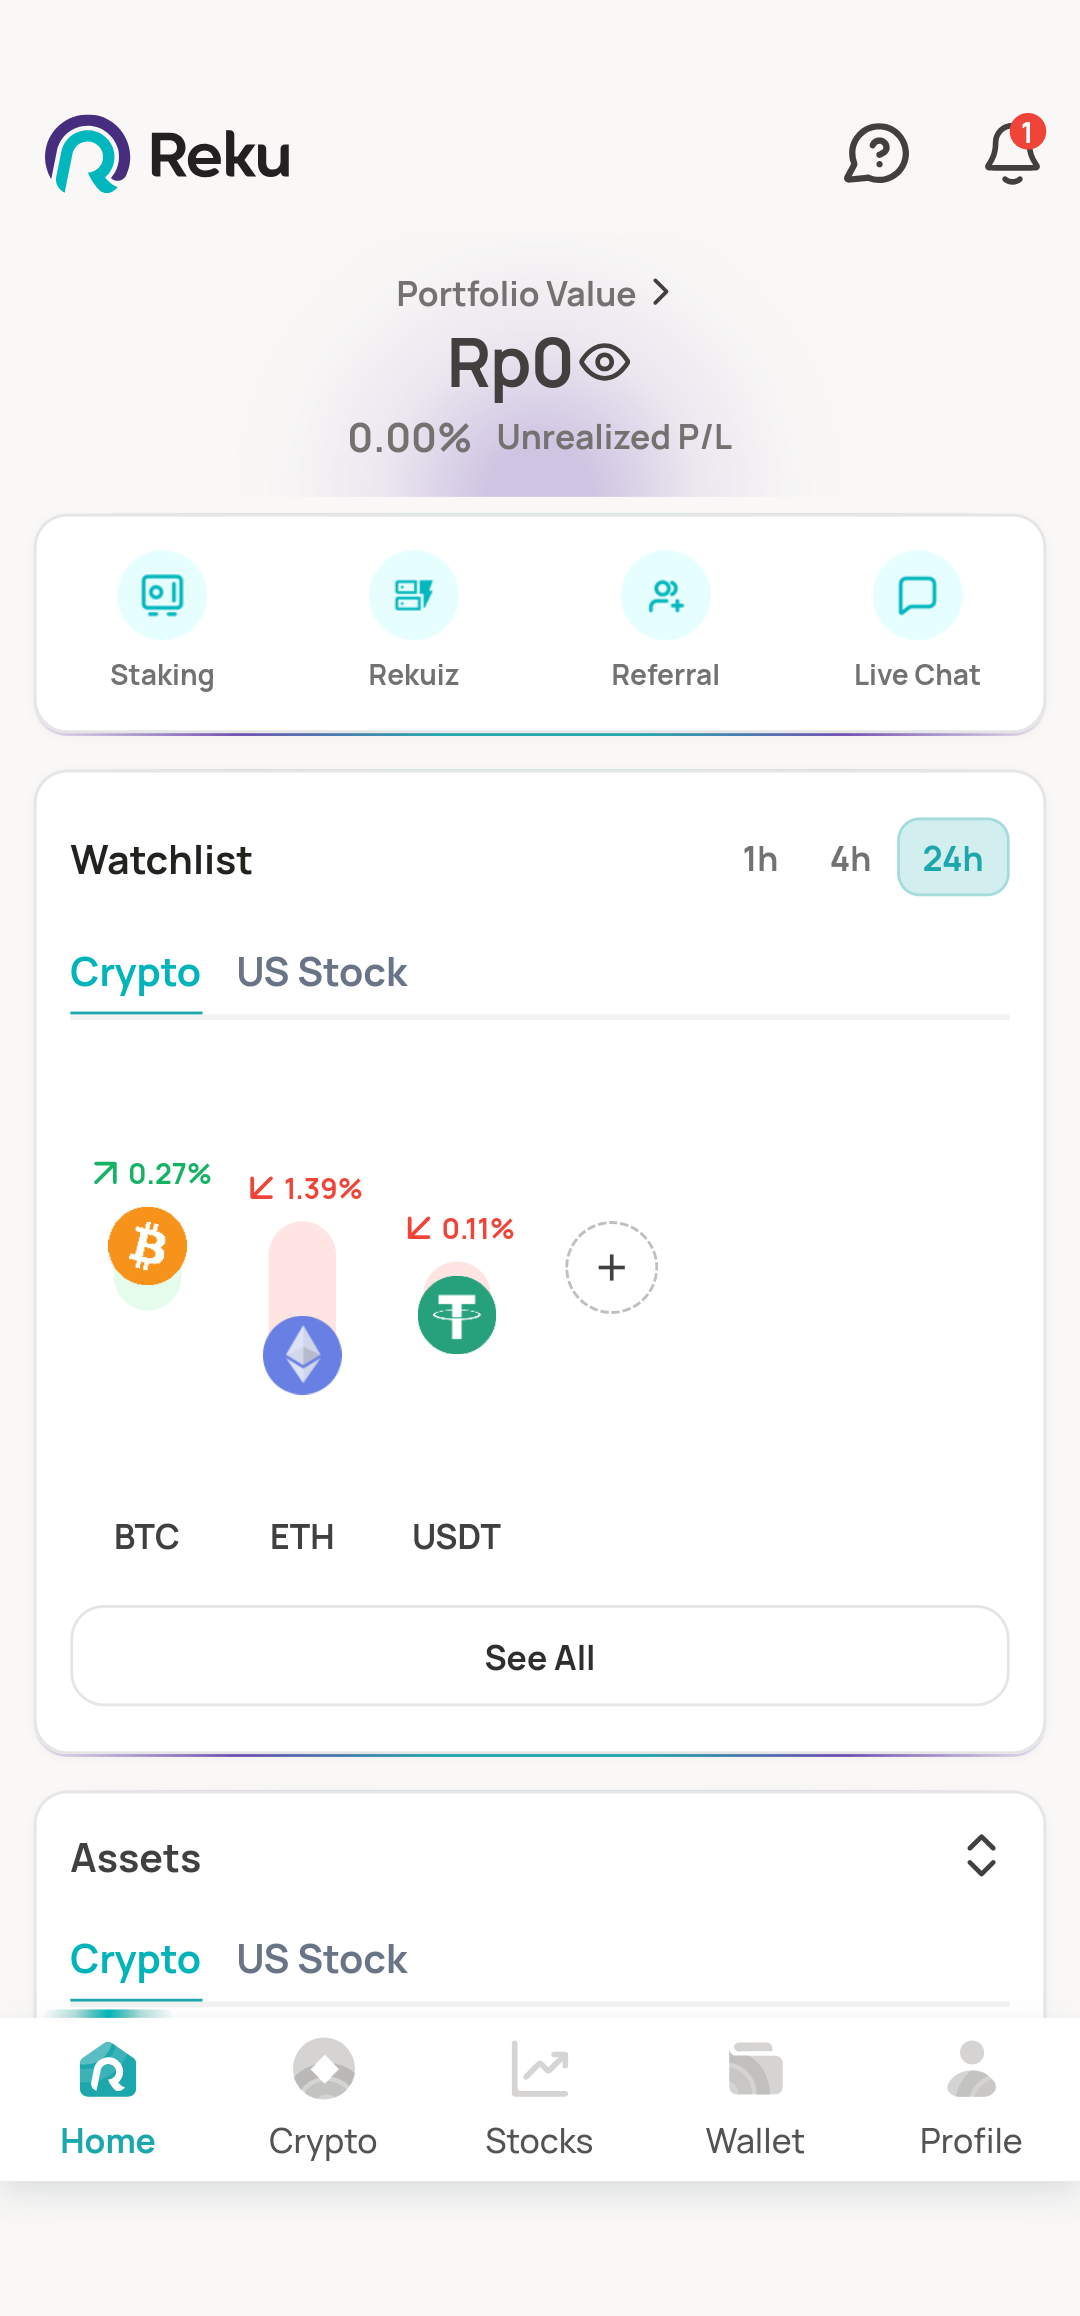 Reku
1
Portfolio Value
Rp0
0.00% Unrealized P/L
Staking Rekuiz Referral Live Chat
Watchlist 1h 4h 24h
Crypto US Stock
0.27% 1.39% 0.11%
BTC ETH USDT
See All
Assets
Crypto US Stock
Home Crypto Stocks Wallet Profile